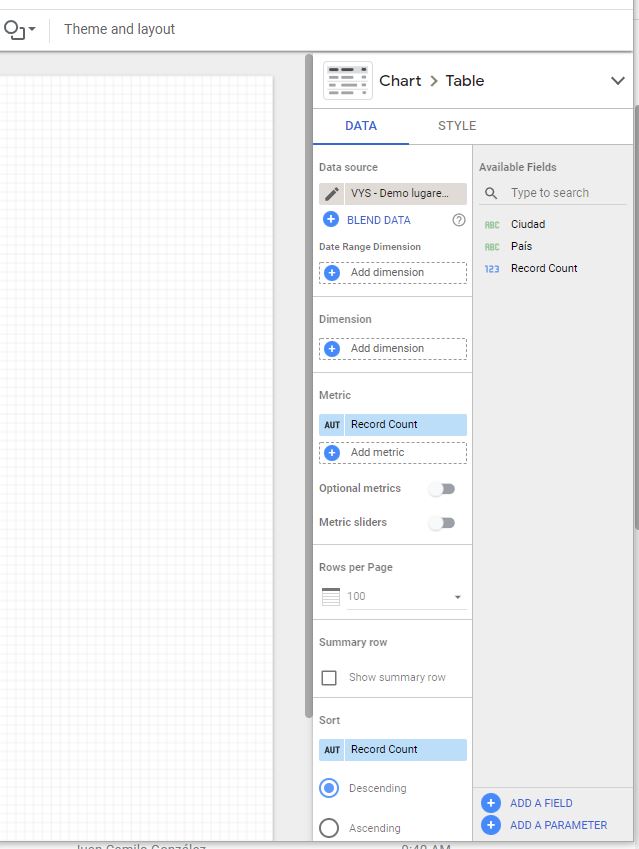 Theme and layout
Chart > Table
DATA
STYLE
Data source
VYS - Demo lugare...
BLEND DATA
Date Range Dimension
Add dimension
Dimension
Add dimension
Metric
AUT Record Count
Add metric
Optional metrics
Metric sliders
Rows per Page
100
Summary row
Show summary row
Sort
AUT Record Count
Descending
Ascending
Available Fields
Type to search
ABC Ciudad
ABC País
123 Record Count
ADD A FIELD
ADD A PARAMETER